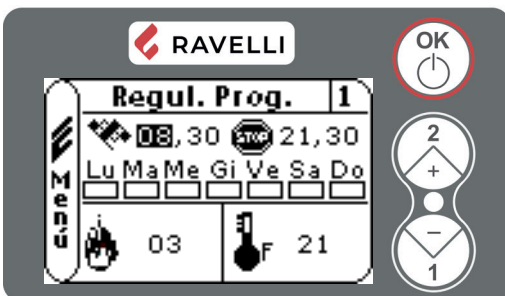 RAVELLI
OK
Regul. Prog. 1
08,30 STOP 21,30
Lu Ma Me Gi Ve Sa Do
Menú
03 F 21
2
+
−
1